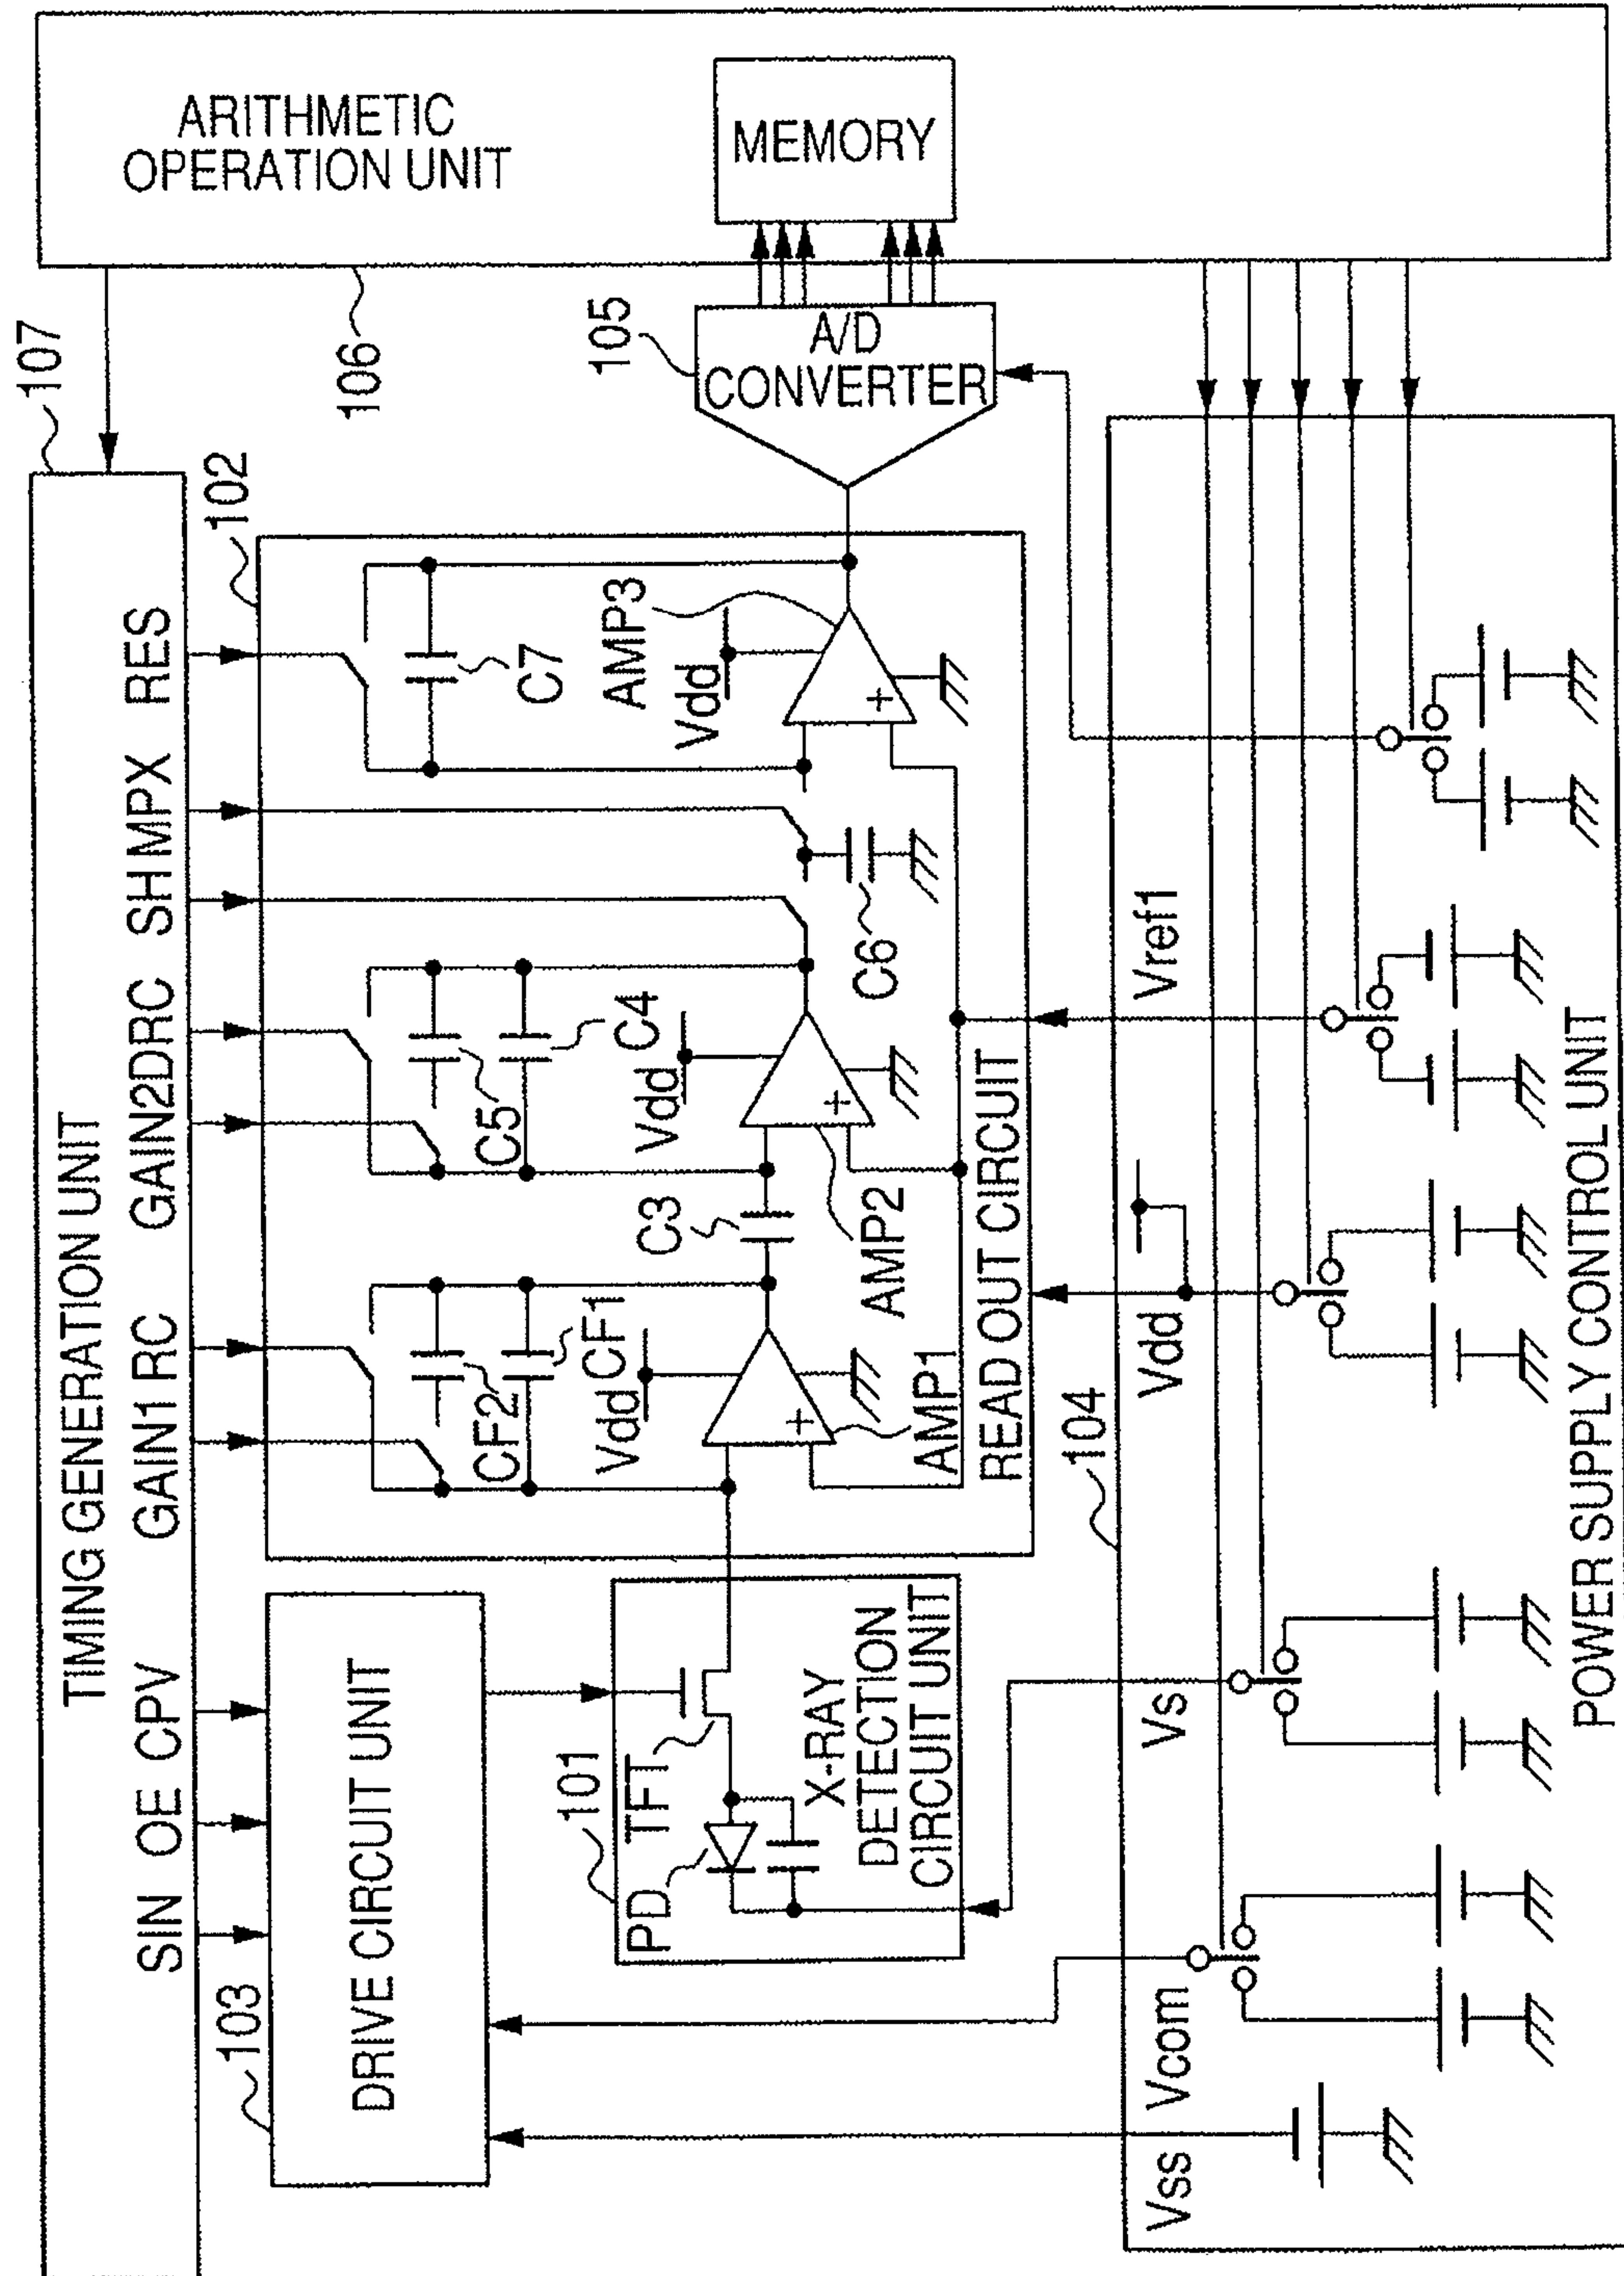 TIMING GENERATION UNIT
107
SIN OE CPV GAIN1 RC GAIN2DRC SHMPX RES
ARITHMETIC
OPERATION UNIT
106
MEMORY
103
DRIVE CIRCUIT UNIT
102
CF2
CF1
Vdd
AMP1
C3
C5
C4
Vdd
AMP2
C6
C7
Vdd
AMP3
READ OUT CIRCUIT
105
A/D
CONVERTER
101
TFT
PD
X-RAY
DETECTION
CIRCUIT UNIT
104
Vss
Vcom
Vs
Vdd
Vref1
POWER SUPPLY CONTROL UNIT